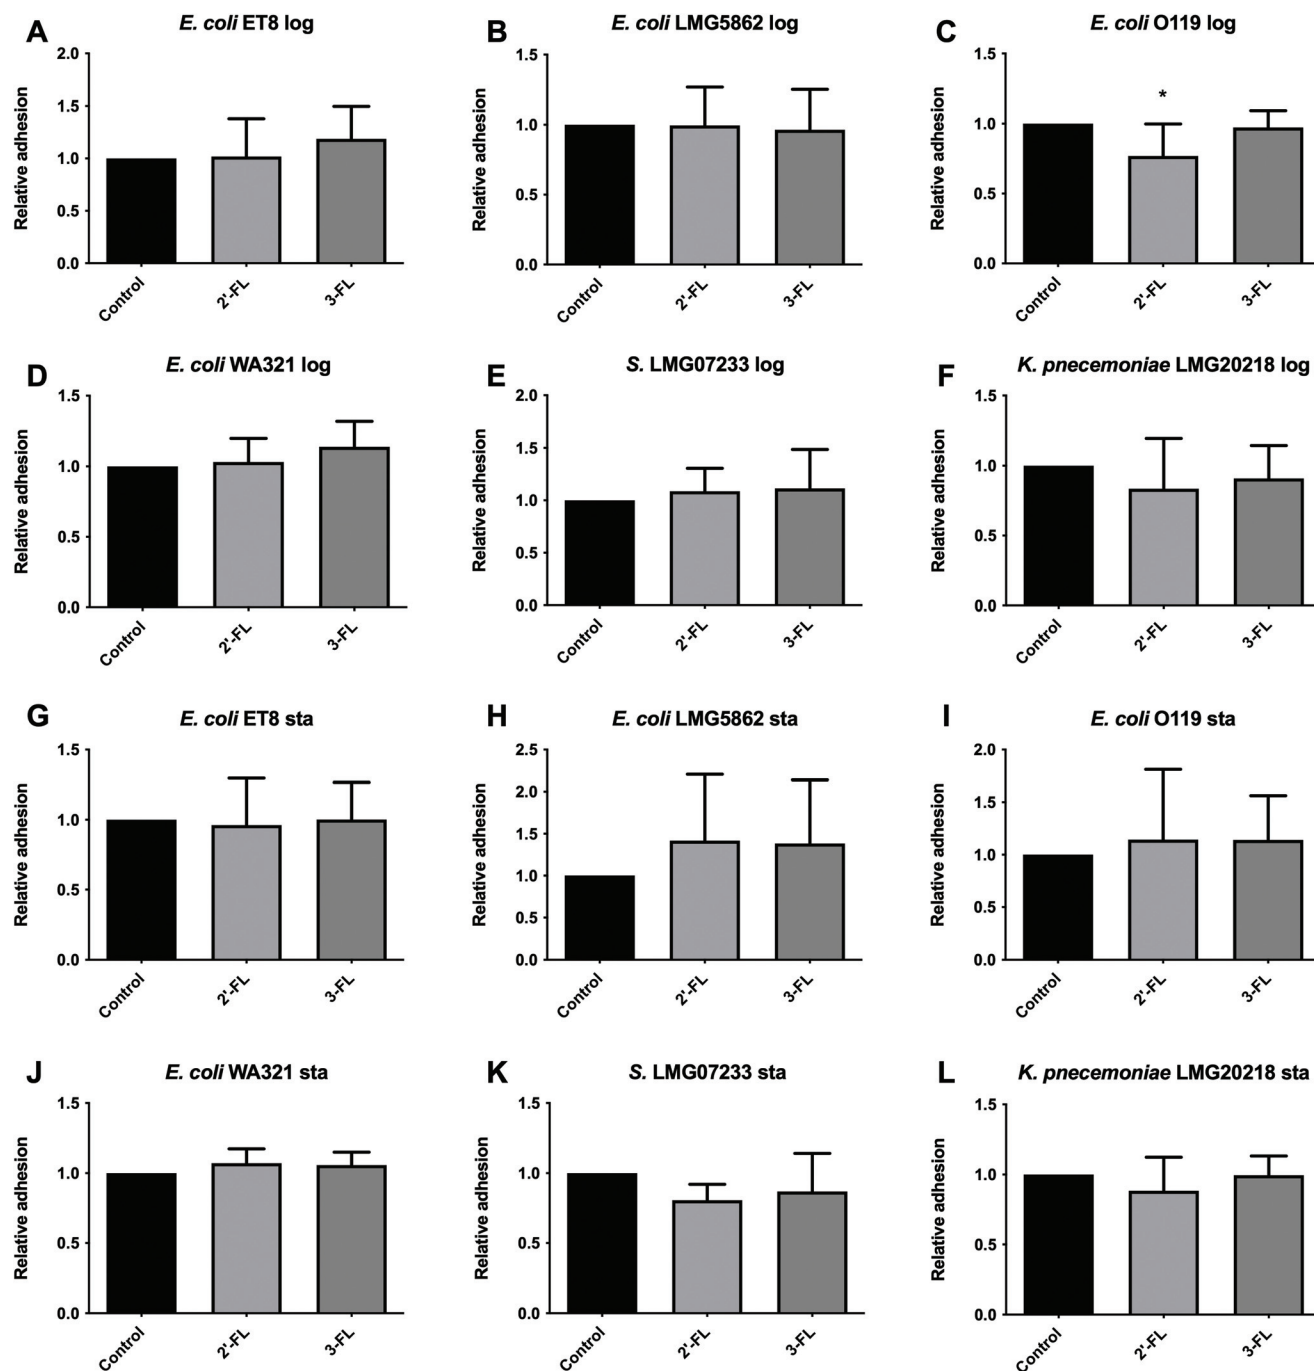 A
E. coli ET8 log
Relative adhesion
2.0
1.5
1.0
0.5
0.0
Control
2'-FL
3-FL
B
E. coli LMG5862 log
Relative adhesion
1.5
1.0
0.5
0.0
Control
2'-FL
3-FL
C
E. coli O119 log
Relative adhesion
1.5
1.0
0.5
0.0
*
Control
2'-FL
3-FL
D
E. coli WA321 log
Relative adhesion
1.5
1.0
0.5
0.0
Control
2'-FL
3-FL
E
S. LMG07233 log
Relative adhesion
2.0
1.5
1.0
0.5
0.0
Control
2'-FL
3-FL
F
K. pnecemoniae LMG20218 log
Relative adhesion
1.5
1.0
0.5
0.0
Control
2'-FL
3-FL
G
E. coli ET8 sta
Relative adhesion
1.5
1.0
0.5
0.0
Control
2'-FL
3-FL
H
E. coli LMG5862 sta
Relative adhesion
2.5
2.0
1.5
1.0
0.5
0.0
Control
2'-FL
3-FL
I
E. coli O119 sta
Relative adhesion
2.0
1.5
1.0
0.5
0.0
Control
2'-FL
3-FL
J
E. coli WA321 sta
Relative adhesion
1.5
1.0
0.5
0.0
Control
2'-FL
3-FL
K
S. LMG07233 sta
Relative adhesion
1.5
1.0
0.5
0.0
Control
2'-FL
3-FL
L
K. pnecemoniae LMG20218 sta
Relative adhesion
1.5
1.0
0.5
0.0
Control
2'-FL
3-FL